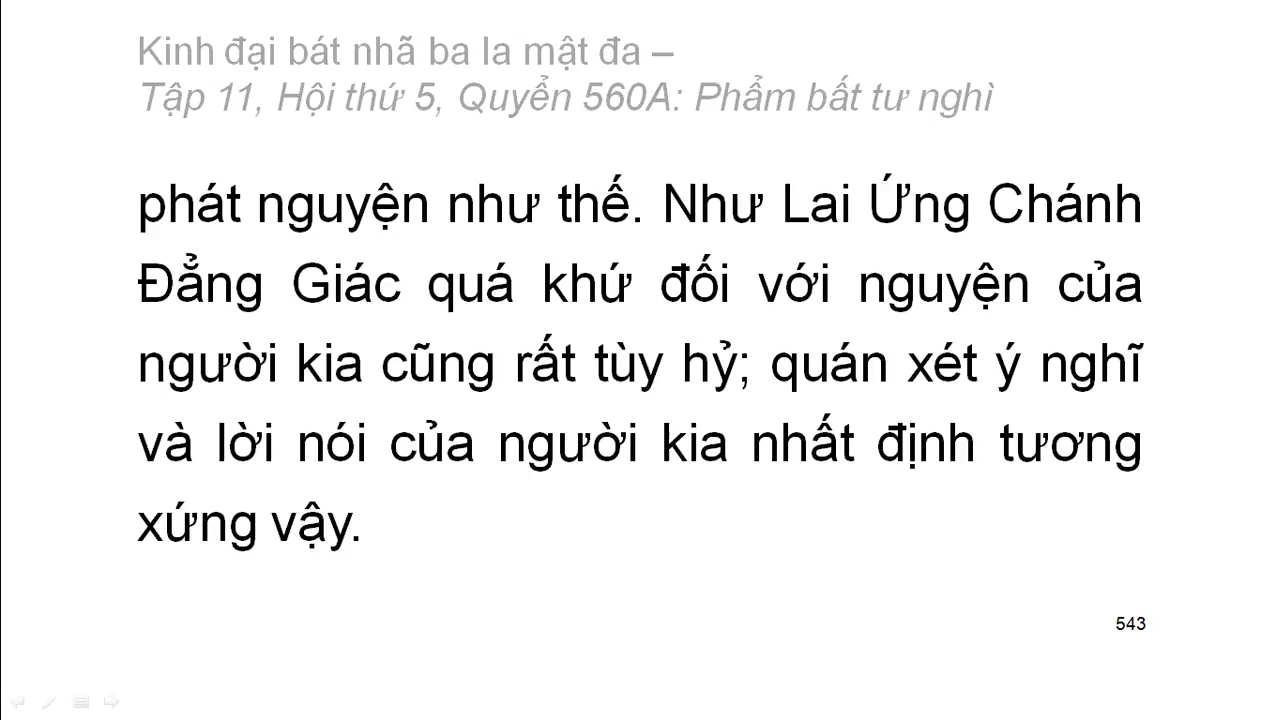 Kinh đại bát nhã ba la mật đa –
Tập 11, Hội thứ 5, Quyển 560A: Phẩm bất tư nghì
phát nguyện như thế. Như Lai Ứng Chánh
Đẳng Giác quá khứ đối với nguyện của
người kia cũng rất tùy hỷ; quán xét ý nghĩ
và lời nói của người kia nhất định tương
xứng vậy.
543